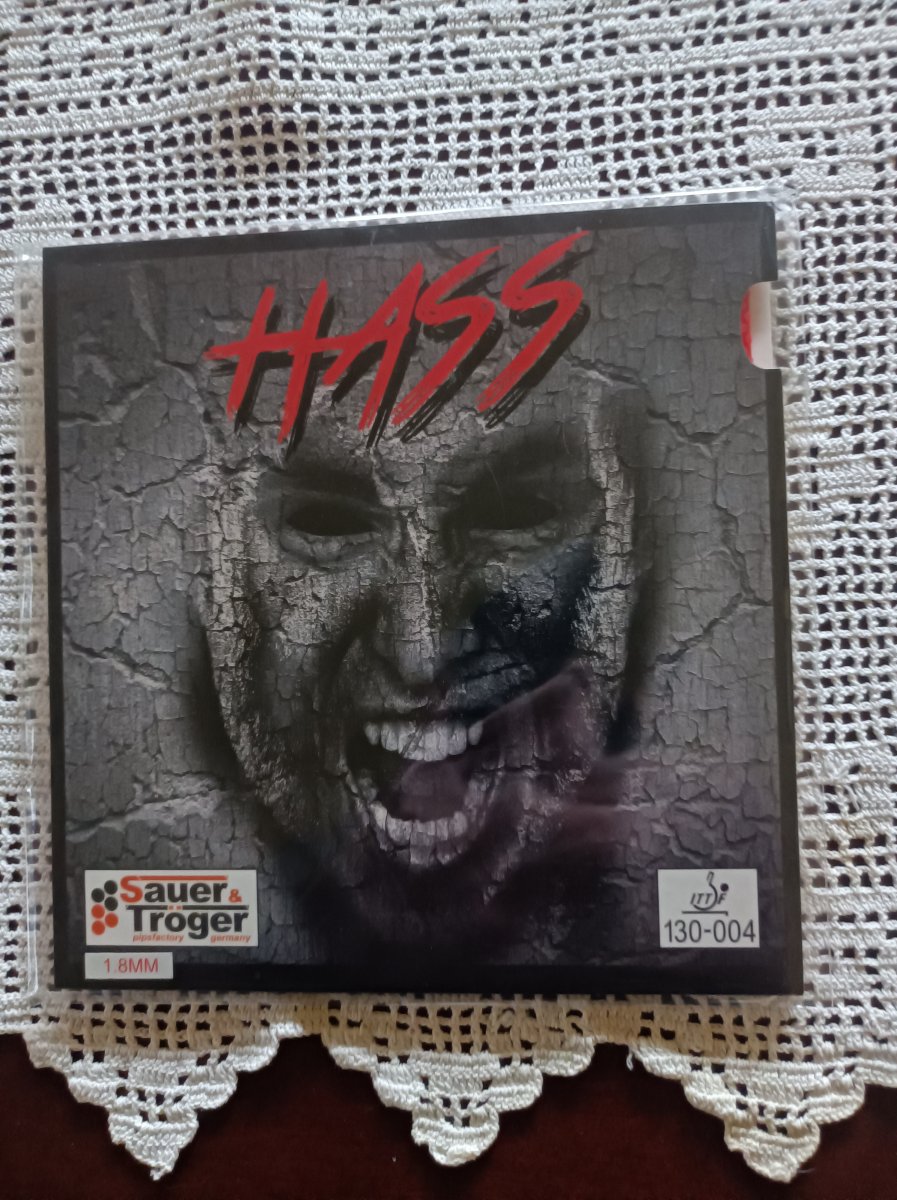 HASS
Sauer &
Tröger
pipsfactory germany
1.8MM
ITTF
130-004